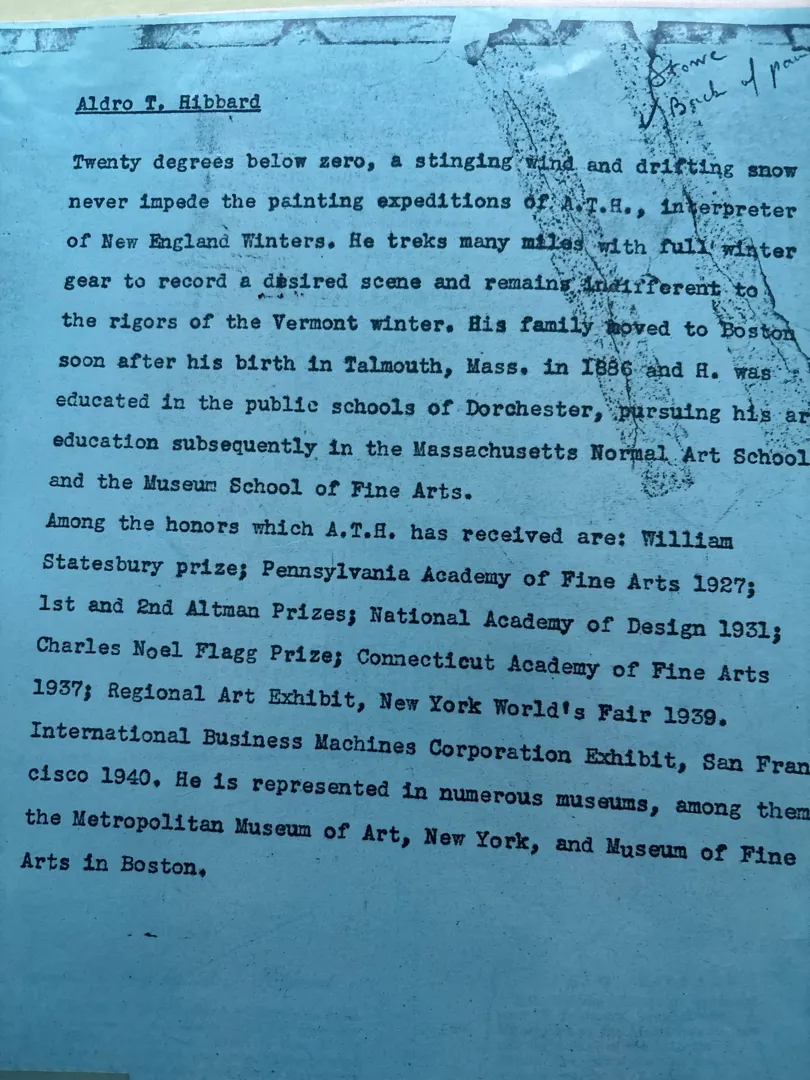 Stowe
Back of
Aldro T. Hibbard
Twenty degrees below zero, a stinging wind and drifting snow
never impede the painting expeditions of A.T.H., interpreter
of New England Winters. He treks many miles with full winter
gear to record a desired scene and remains indifferent to
the rigors of the Vermont winter. His family moved to Boston
soon after his birth in Talmouth, Mass. in I886 and H. was
educated in the public schools of Dorchester, pursuing his ar
education subsequently in the Massachusetts Normal Art School
and the Museum School of Fine Arts.
Among the honors which A.T.H. has received are: William
Statesbury prize; Pennsylvania Academy of Fine Arts 1927;
1st and 2nd Altman Prizes; National Academy of Design 1931;
Charles Noel Flagg Prize; Connecticut Academy of Fine Arts
1937; Regional Art Exhibit, New York World's Fair 1939.
International Business Machines Corporation Exhibit, San Fran
cisco 1940. He is represented in numerous museums, among them
the Metropolitan Museum of Art, New York, and Museum of Fine
Arts in Boston.